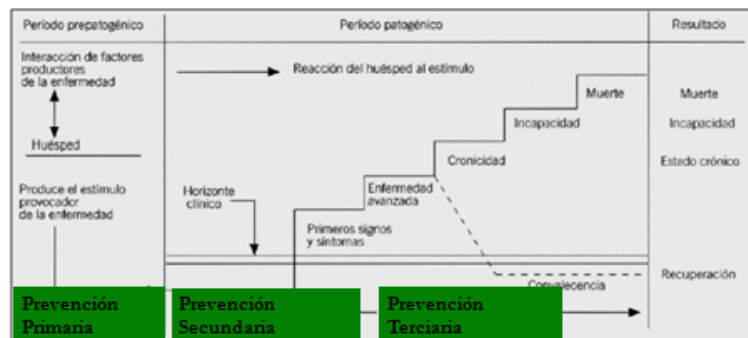 Período prepatogénico
Período patogénico
Resultado
Interacción de factores
productores
de la enfermedad
Reacción del huésped al estímulo
Huésped
Muerte
Muerte
Incapacidad
Incapacidad
Cronicidad
Estado crónico
Produce el estímulo
provocador
de la enfermedad
Horizonte
clínico
Enfermedad
avanzada
Primeros signos
y síntomas
Recuperación
Convalecencia
Prevención
Primaria
Prevención
Secundaria
Prevención
Terciaria